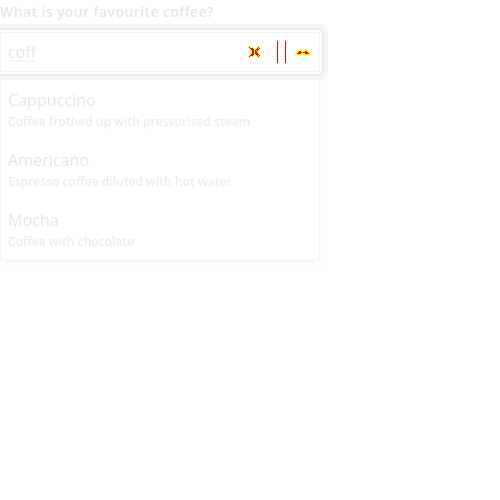 What is your favourite coffee?
coff
Cappuccino
Coffee frothed up with pressurised steam
Americano
Espresso coffee diluted with hot water
Mocha
Coffee with chocolate